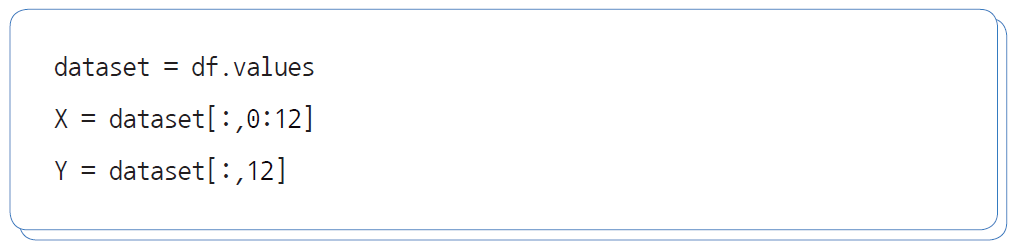 dataset = df.values
X = dataset[:,0:12]
Y = dataset[:,12]